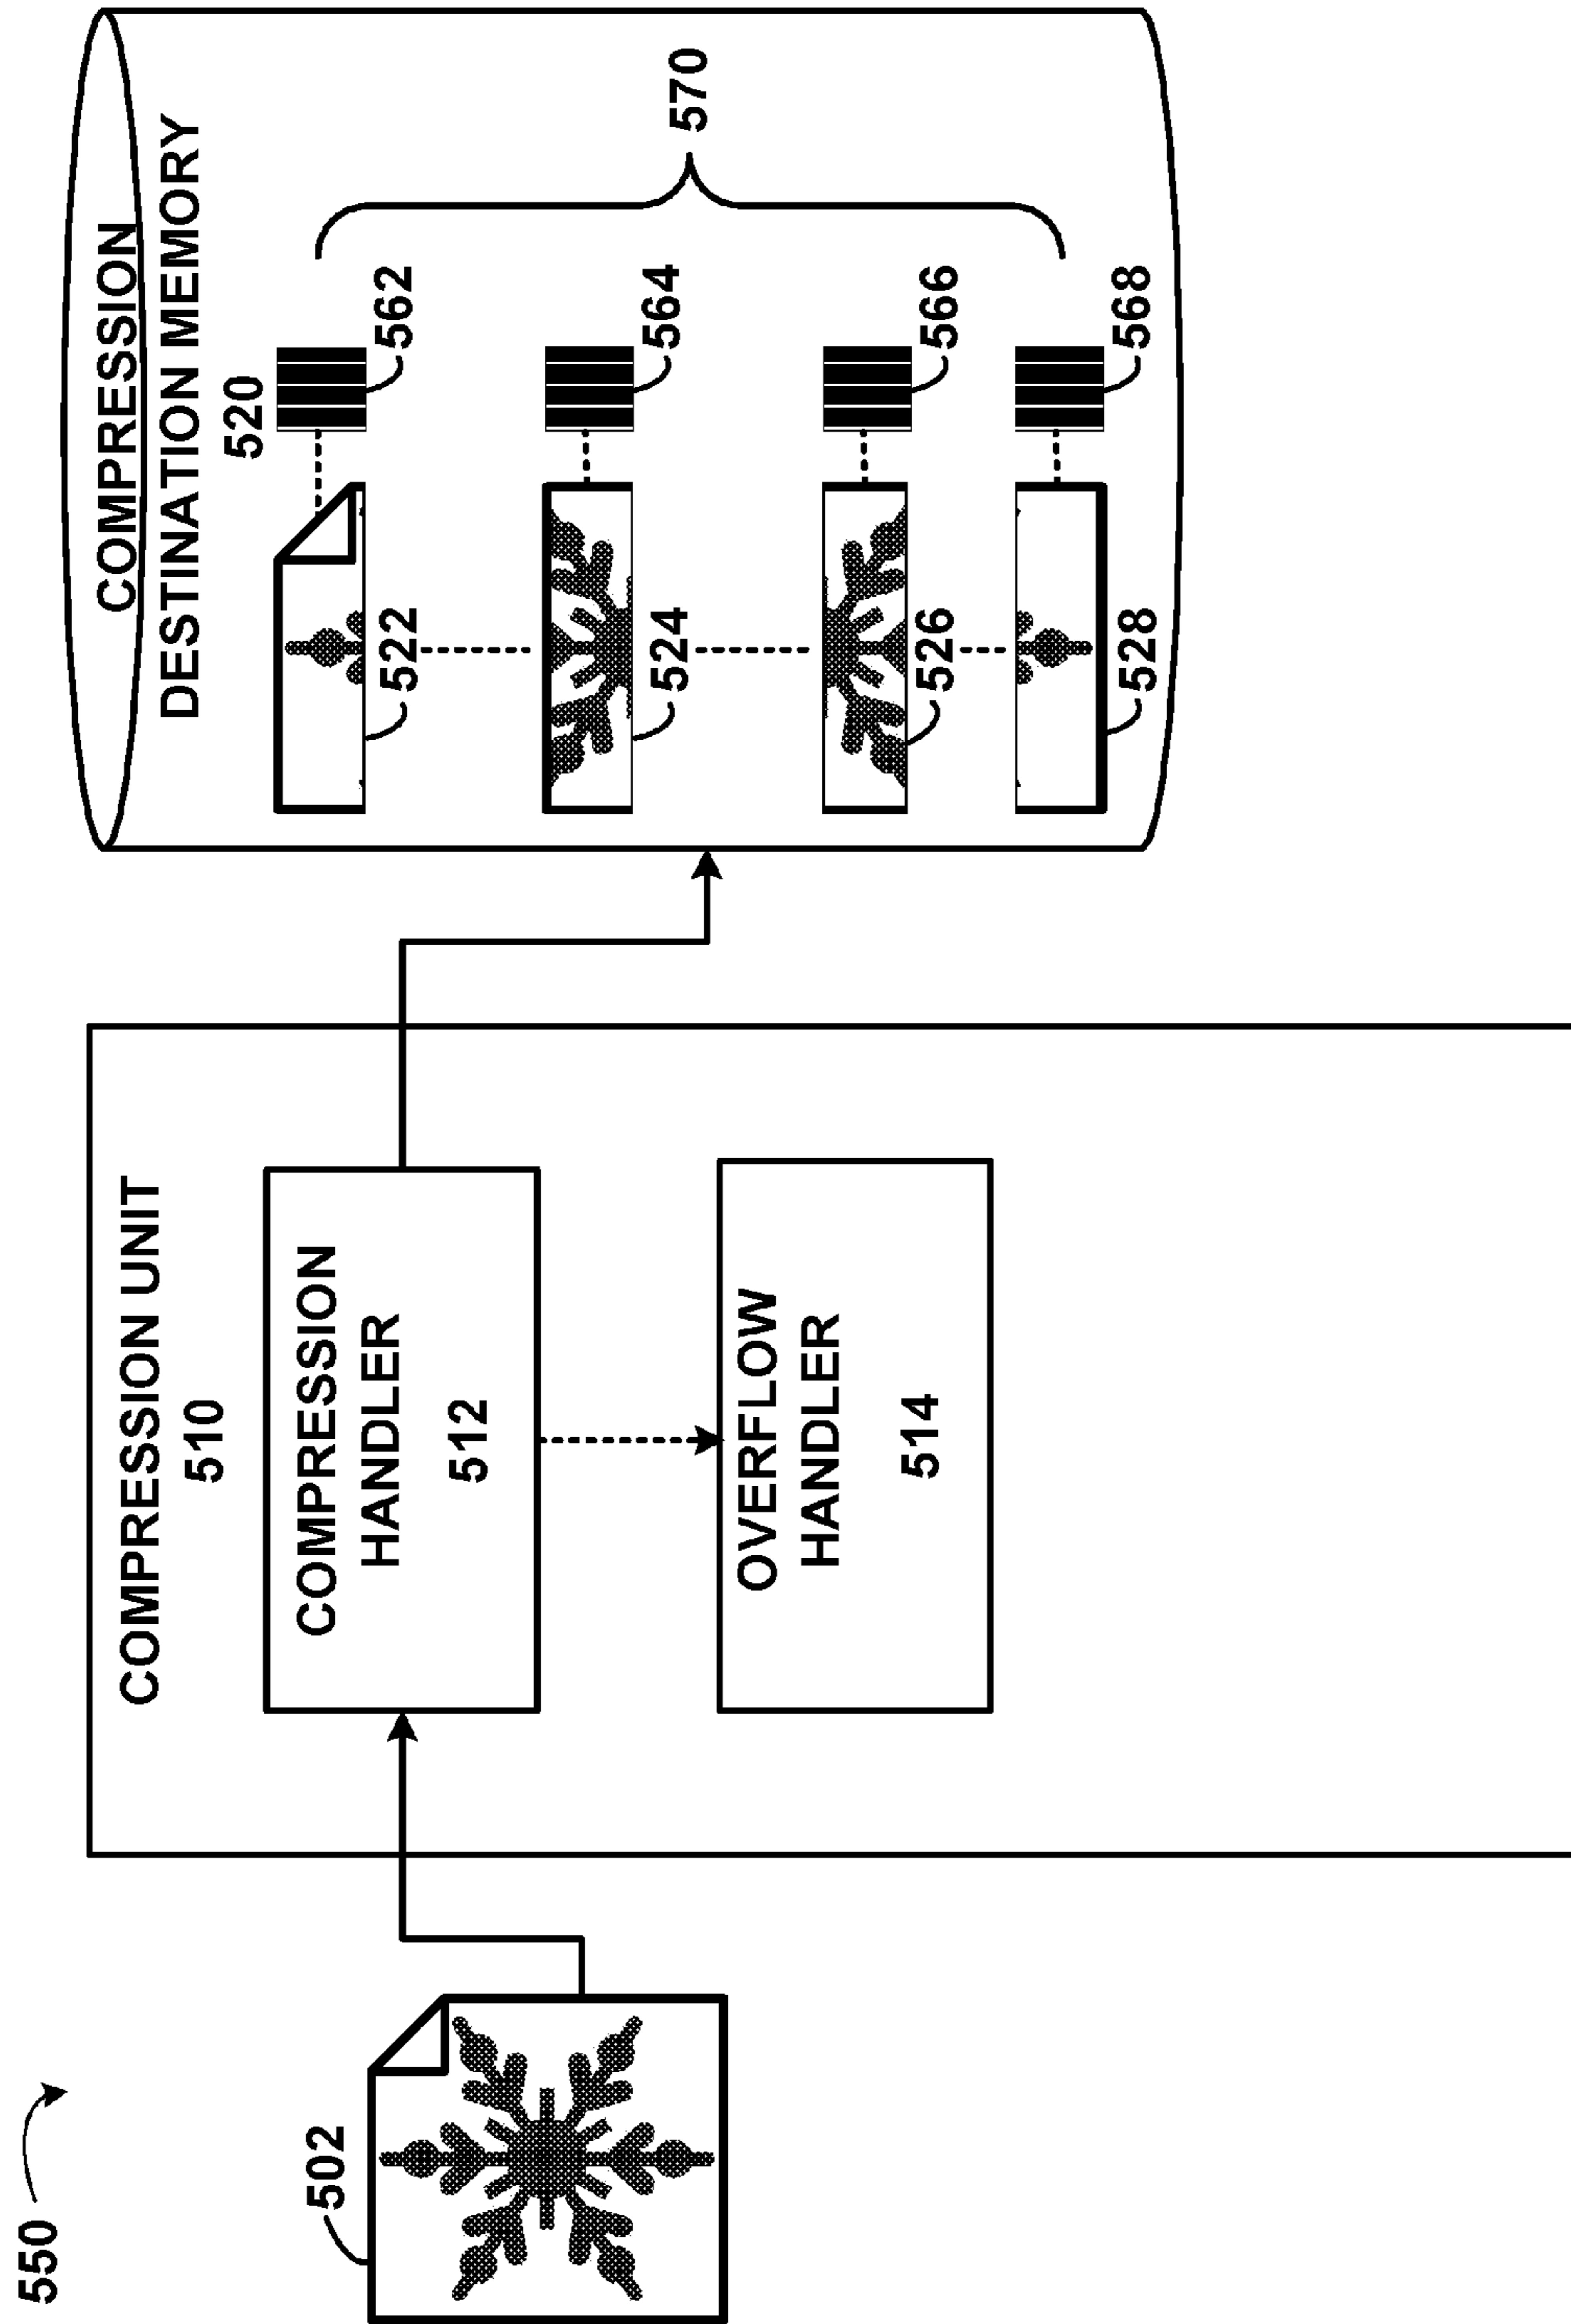 550
502
COMPRESSION UNIT
510
COMPRESSION
HANDLER
512
OVERFLOW
HANDLER
514
COMPRESSION
DESTINATION MEMORY
520
562
522
564
524
570
566
526
568
528